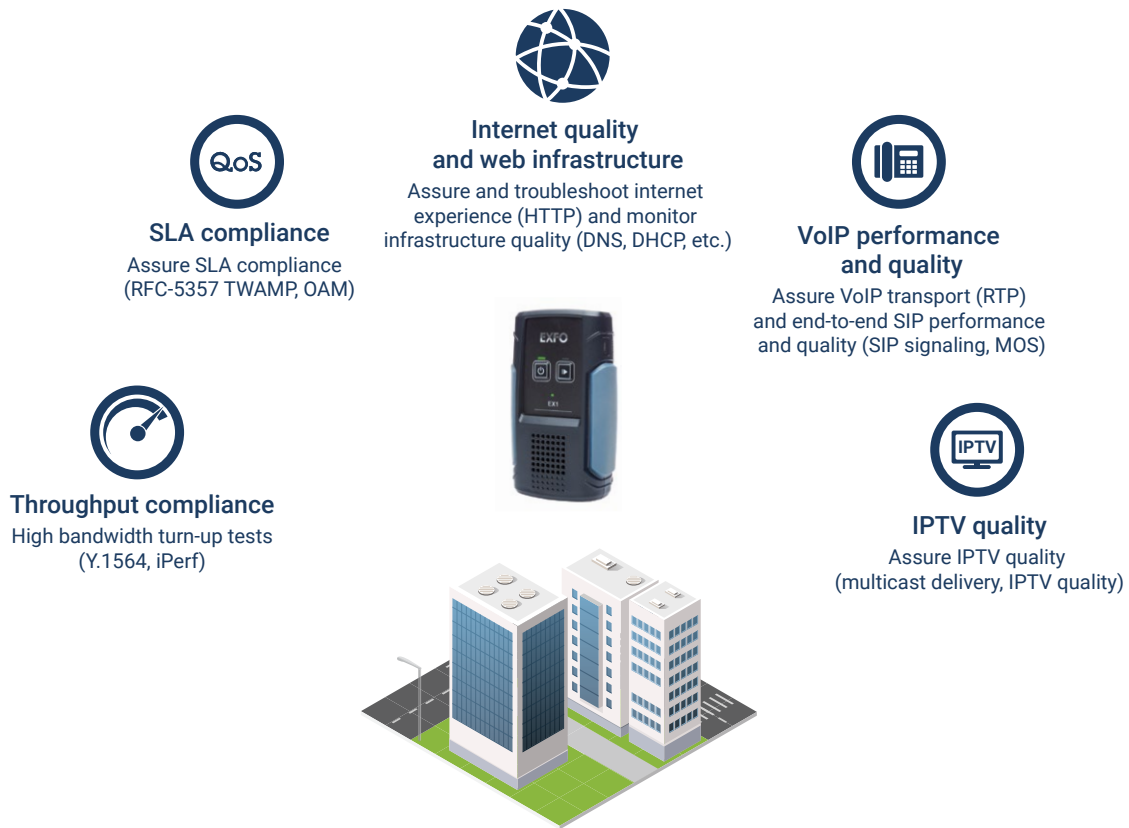 Internet quality
and web infrastructure
Assure and troubleshoot internet
experience (HTTP) and monitor
infrastructure quality (DNS, DHCP, etc.)
QoS
SLA compliance
Assure SLA compliance
(RFC-5357 TWAMP, OAM)
VoIP performance
and quality
Assure VoIP transport (RTP)
and end-to-end SIP performance
and quality (SIP signaling, MOS)
EXFO
EX1
Throughput compliance
High bandwidth turn-up tests
(Y.1564, iPerf)
IPTV
IPTV quality
Assure IPTV quality
(multicast delivery, IPTV quality)